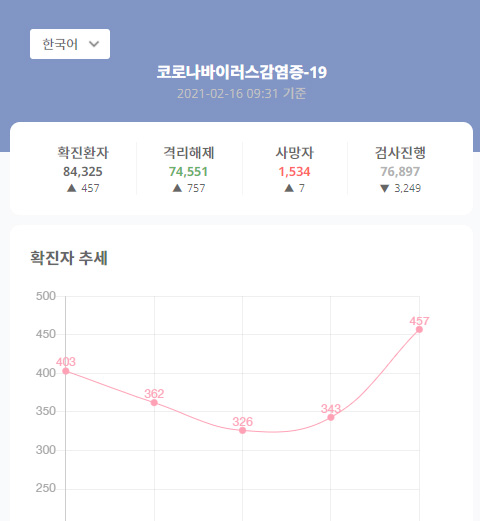 한국어
코로나바이러스감염증-19
2021-02-16 09:31 기준
확진환자 격리해제 사망자 검사진행
84,325 74,551 1,534 76,897
▲ 457 ▲ 757 ▲ 7 ▼ 3,249
확진자 추세
500
457
450
403
400
362
350
343
326
300
250